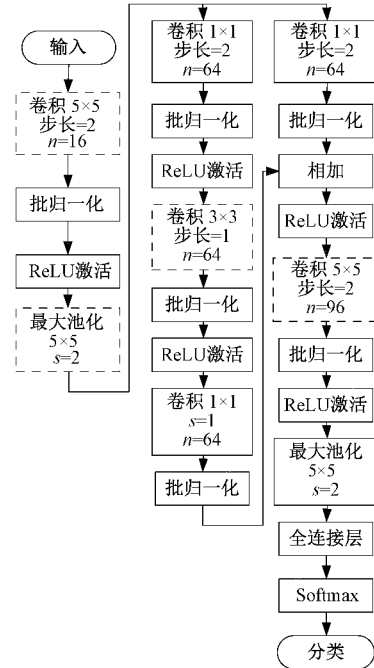 输入
卷积 5×5
步长=2
n=16
批归一化
ReLU激活
最大池化
5×5
s=2
卷积 1×1
步长=2
n=64
批归一化
ReLU激活
卷积 3×3
步长=1
n=64
批归一化
ReLU激活
卷积 1×1
s=1
n=64
批归一化
卷积 1×1
步长=2
n=64
批归一化
相加
ReLU激活
卷积 5×5
步长=2
n=96
批归一化
ReLU激活
最大池化
5×5
s=2
全连接层
Softmax
分类